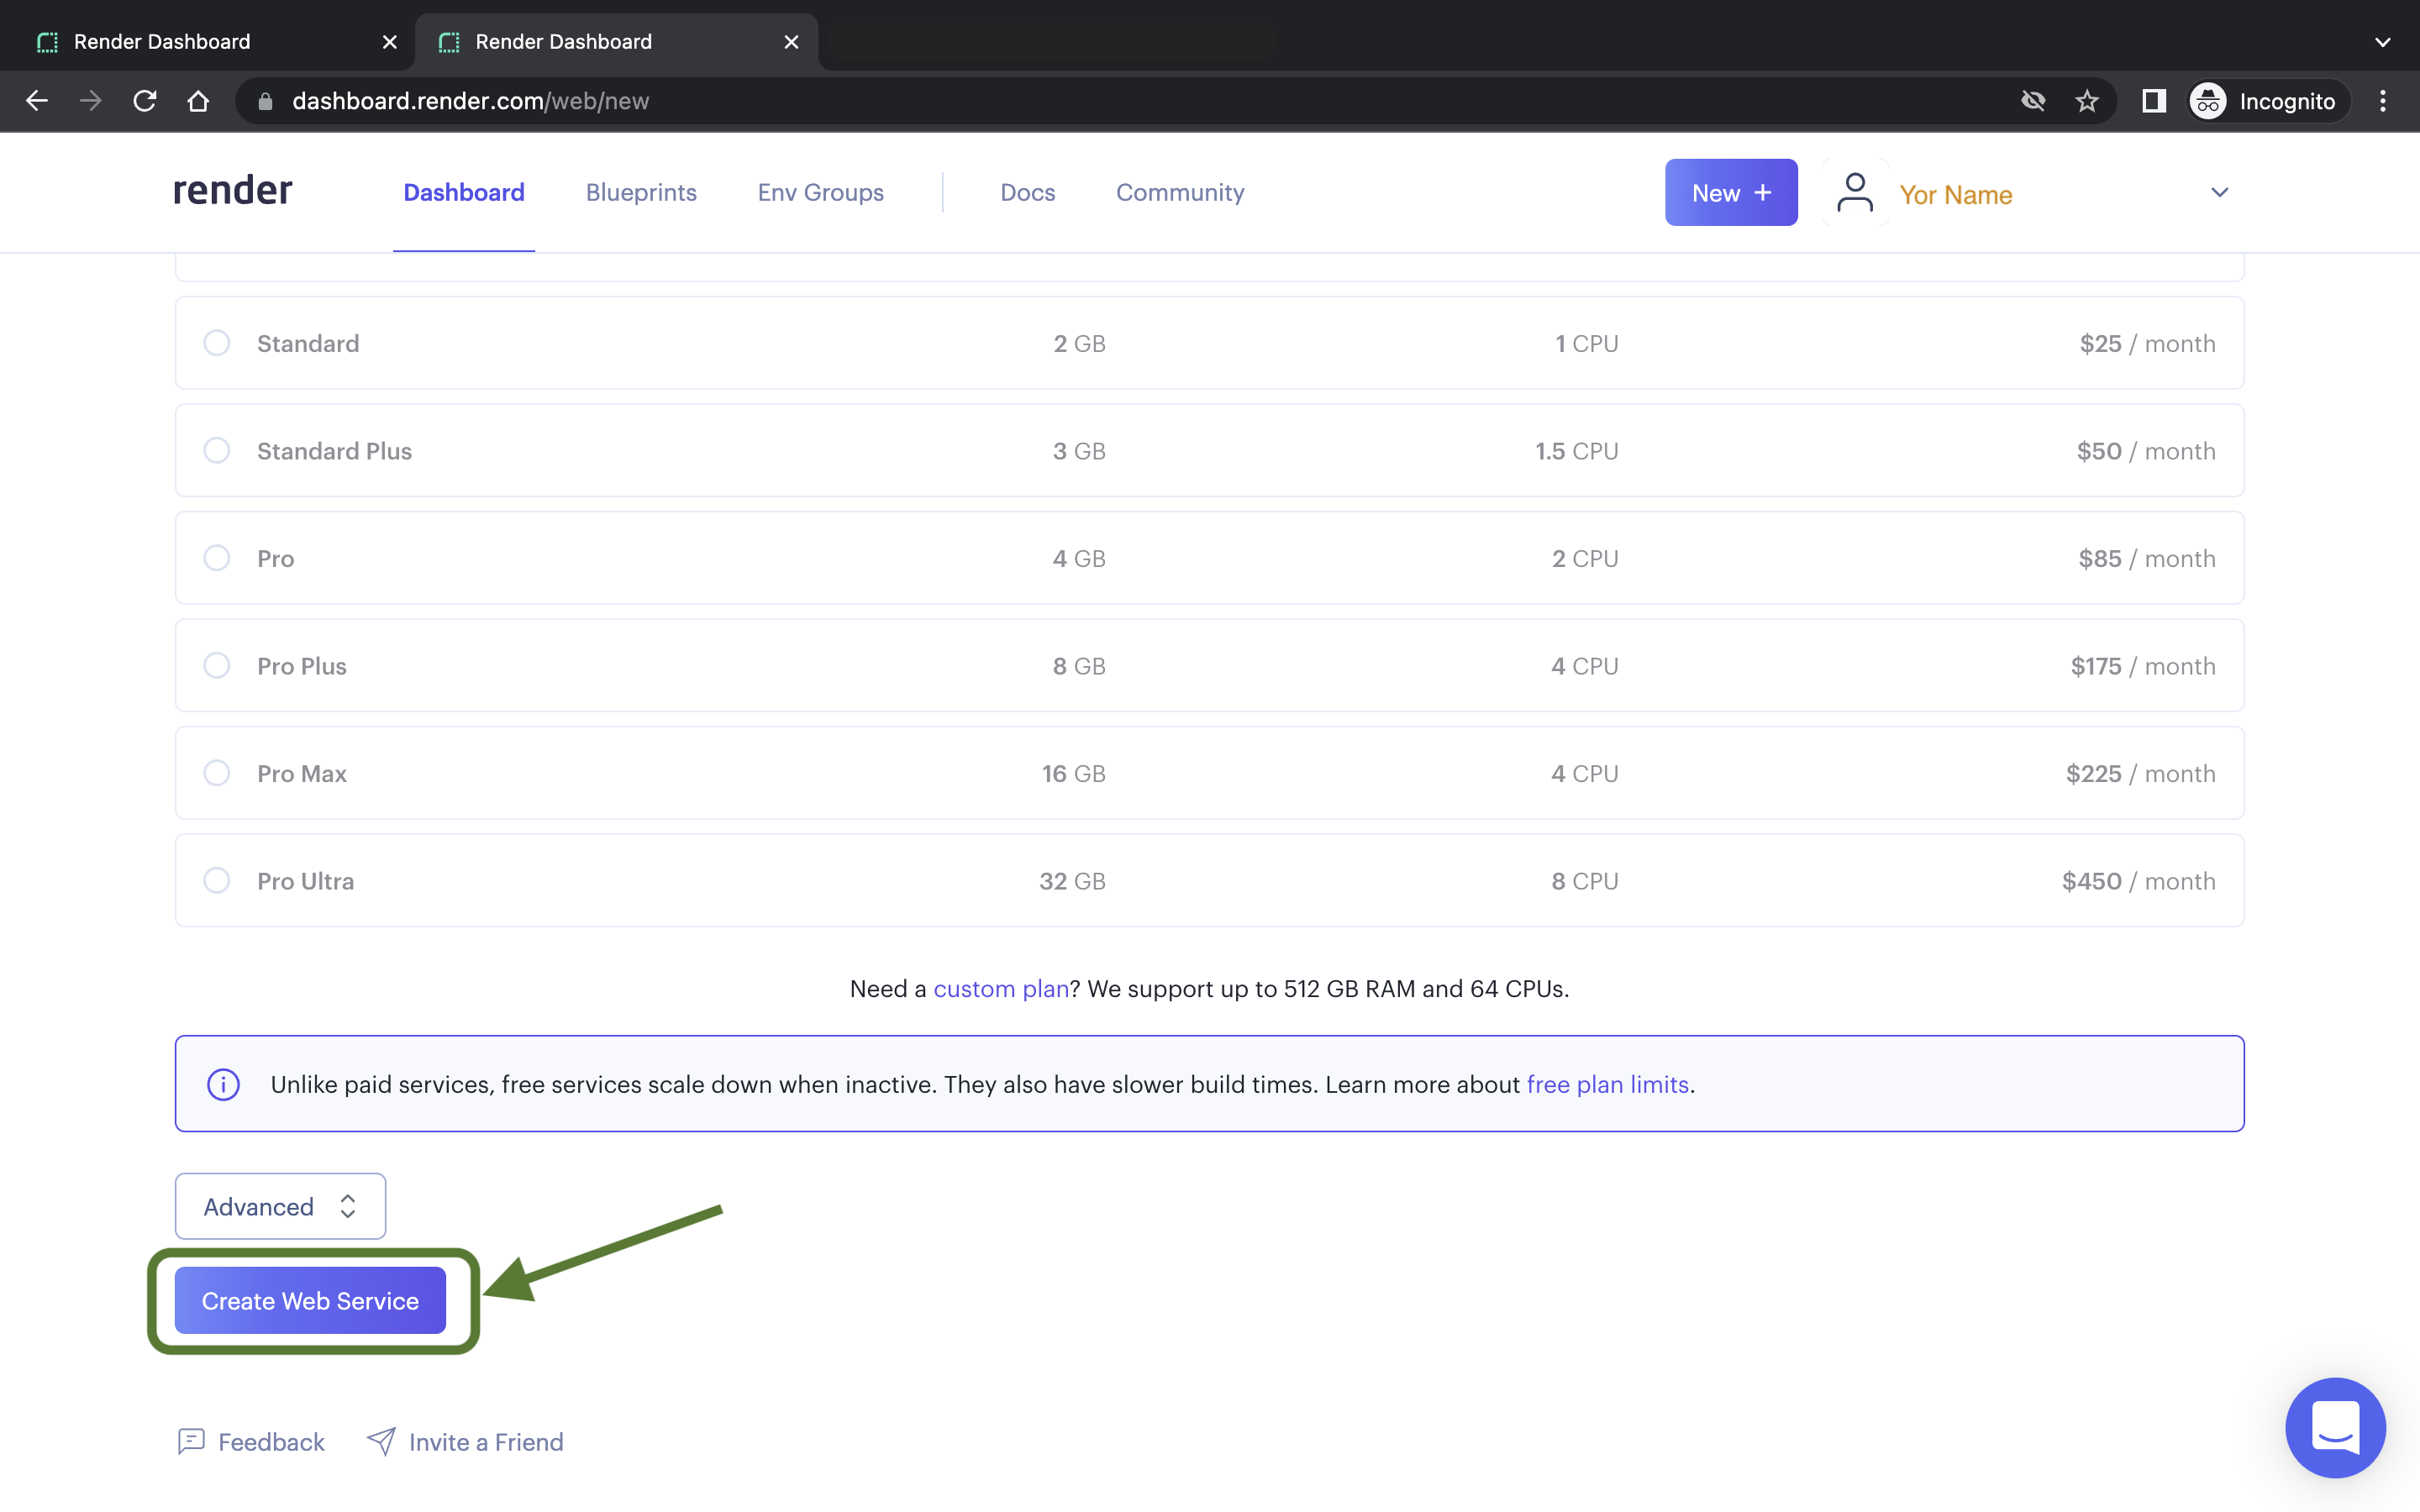 Render Dashboard
Render Dashboard
dashboard.render.com/web/new
Incognito
render
Dashboard
Blueprints
Env Groups
Docs
Community
New +
Yor Name
Standard 2 GB 1 CPU $25 / month
Standard Plus 3 GB 1.5 CPU $50 / month
Pro 4 GB 2 CPU $85 / month
Pro Plus 8 GB 4 CPU $175 / month
Pro Max 16 GB 4 CPU $225 / month
Pro Ultra 32 GB 8 CPU $450 / month
Need a custom plan? We support up to 512 GB RAM and 64 CPUs.
Unlike paid services, free services scale down when inactive. They also have slower build times. Learn more about free plan limits.
Advanced
Create Web Service
Feedback
Invite a Friend